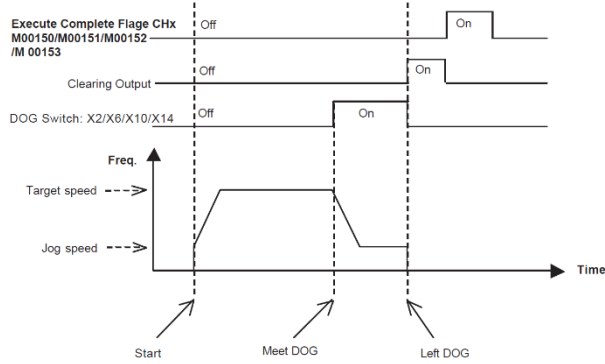 Execute Complete Flage CHx
M00150/M00151/M00152
/M 00153
Off
On
Clearing Output
Off
On
DOG Switch: X2/X6/X10/X14
Off
On
Freq.
Target speed
Jog speed
Time
Start
Meet DOG
Left DOG